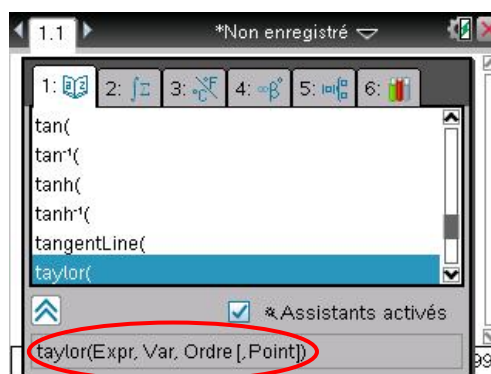 1.1 *Non enregistré
1: 2: ∫Σ 3: °C°F 4: ∞β° 5: 6:
tan(
tan⁻¹(
tanh(
tanh⁻¹(
tangentLine(
taylor(
Assistants activés
taylor(Expr, Var, Ordre [,Point])
99